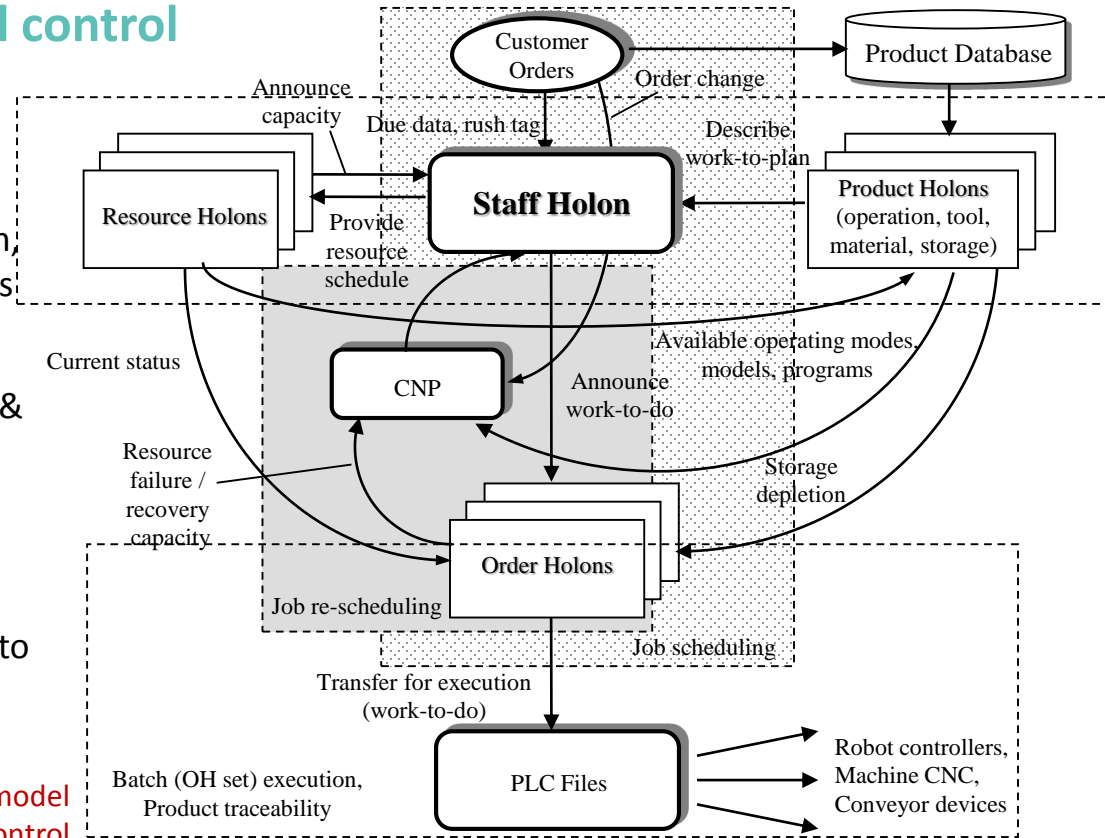 l control
Customer
Orders
Product Database
Announce
capacity
Order change
Due data, rush tag
Describe
work-to-plan
Staff Holon
Resource Holons
Product Holons
(operation, tool,
material, storage)
Provide
resource
schedule
n,
s
Current status
Available operating modes,
models, programs
CNP
Announce
work-to-do
&
Resource
failure /
recovery
capacity
Storage
depletion
Order Holons
Job re-scheduling
Job scheduling
to
Transfer for execution
(work-to-do)
PLC Files
Robot controllers,
Machine CNC,
Conveyor devices
Batch (OH set) execution,
Product traceability
model
ontrol